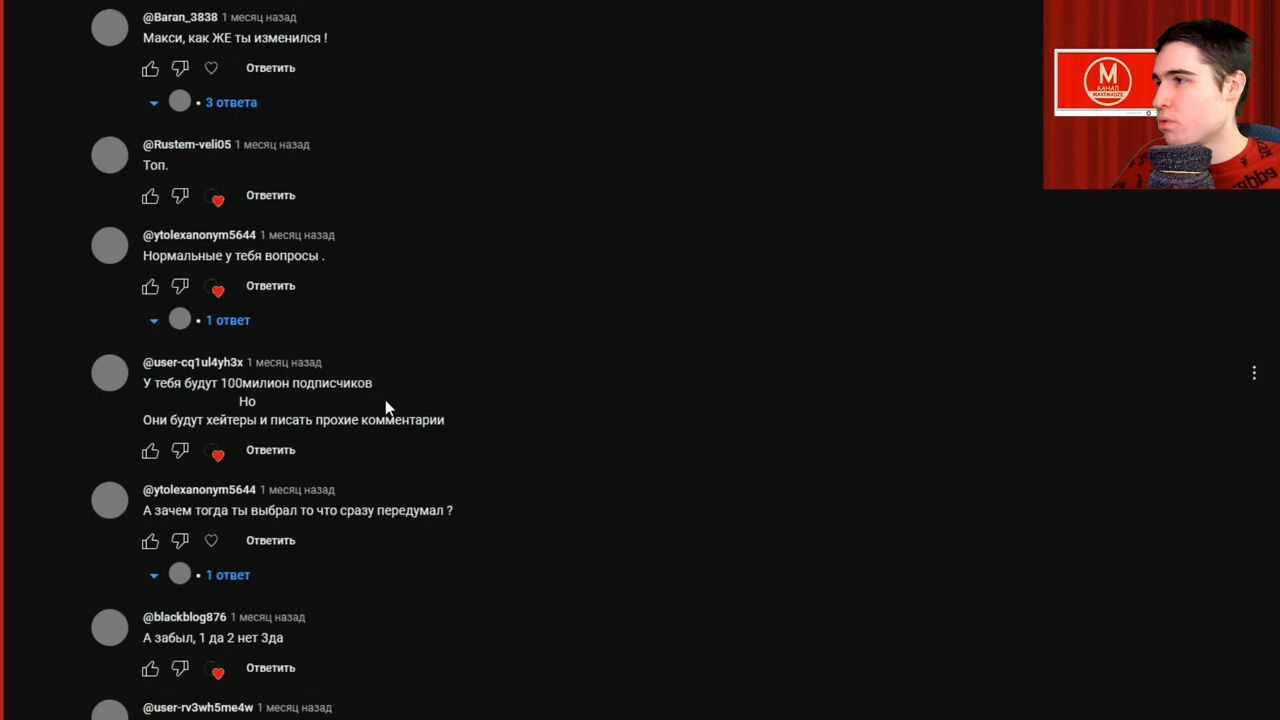 @Baran_3838 1 месяц назад
Макси, как ЖЕ ты изменился !
Ответить
• 3 ответа
@Rustem-veli05 1 месяц назад
Топ.
Ответить
@ytolexanonym5644 1 месяц назад
Нормальные у тебя вопросы .
Ответить
• 1 ответ
@user-cq1ul4yh3x 1 месяц назад
У тебя будут 100милион подписчиков
Но
Они будут хейтеры и писать прохие комментарии
Ответить
@ytolexanonym5644 1 месяц назад
А зачем тогда ты выбрал то что сразу передумал ?
Ответить
• 1 ответ
@blackblog876 1 месяц назад
А забыл, 1 да 2 нет 3да
Ответить
@user-rv3wh5me4w 1 месяц назад
М
КАНАЛ